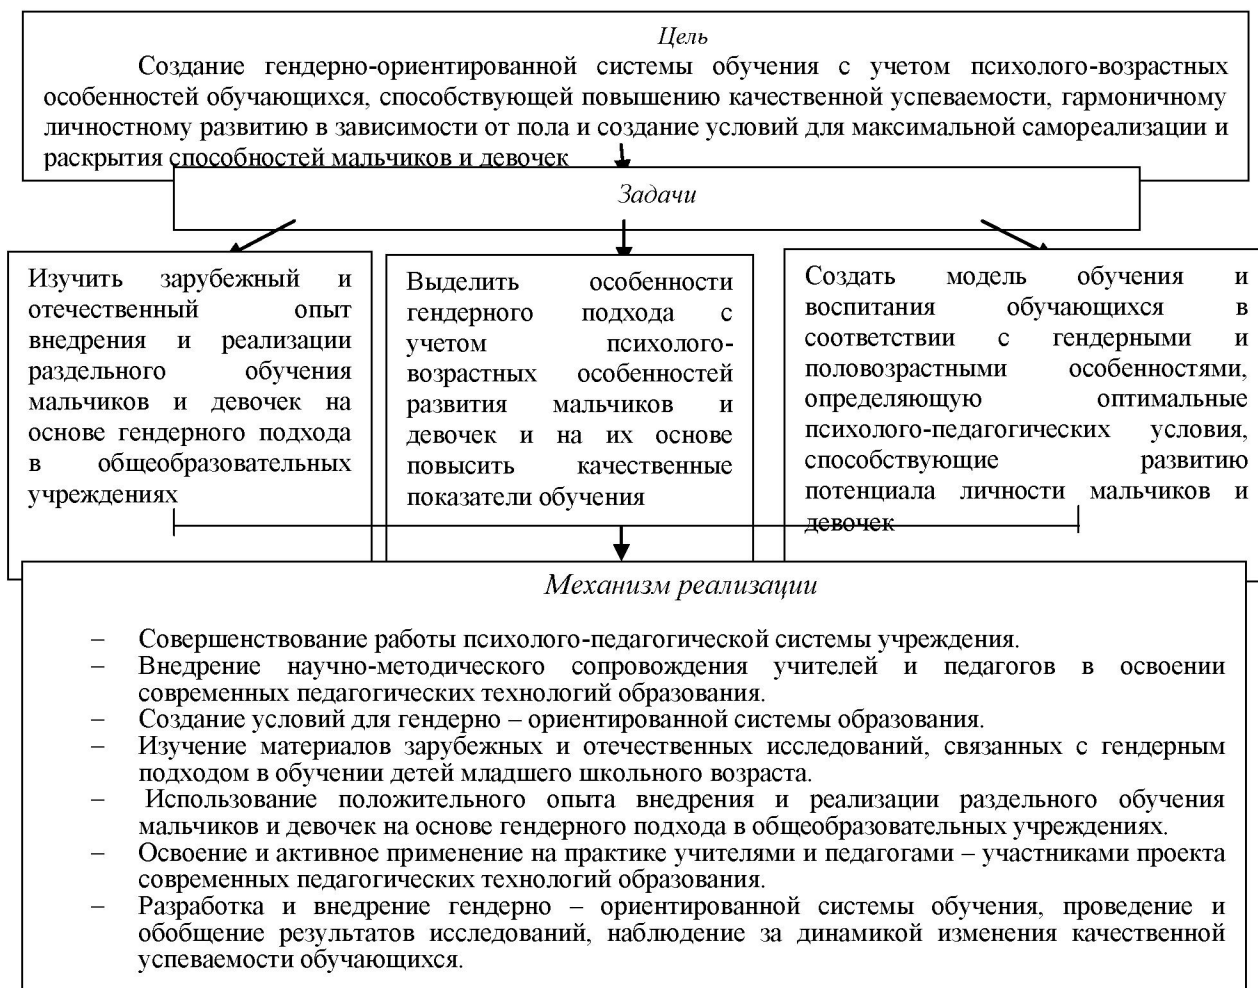 Цель
Создание гендерно-ориентированной системы обучения с учетом психолого-возрастных
особенностей обучающихся, способствующей повышению качественной успеваемости, гармоничному
личностному развитию в зависимости от пола и создание условий для максимальной самореализации и
раскрытия способностей мальчиков и девочек
Задачи
Изучить зарубежный и
отечественный опыт
внедрения и реализации
раздельного обучения
мальчиков и девочек на
основе гендерного подхода
в общеобразовательных
учреждениях
Выделить особенности
гендерного подхода с
учетом психолого-
возрастных особенностей
развития мальчиков и
девочек и на их основе
повысить качественные
показатели обучения
Создать модель обучения и
воспитания обучающихся в
соответствии с гендерными и
половозрастными особенностями,
определяющую оптимальные
психолого-педагогических условия,
способствующие развитию
потенциала личности мальчиков и
девочек
Механизм реализации
– Совершенствование работы психолого-педагогической системы учреждения.
– Внедрение научно-методического сопровождения учителей и педагогов в освоении
современных педагогических технологий образования.
– Создание условий для гендерно – ориентированной системы образования.
– Изучение материалов зарубежных и отечественных исследований, связанных с гендерным
подходом в обучении детей младшего школьного возраста.
– Использование положительного опыта внедрения и реализации раздельного обучения
мальчиков и девочек на основе гендерного подхода в общеобразовательных учреждениях.
– Освоение и активное применение на практике учителями и педагогами – участниками проекта
современных педагогических технологий образования.
– Разработка и внедрение гендерно – ориентированной системы обучения, проведение и
обобщение результатов исследований, наблюдение за динамикой изменения качественной
успеваемости обучающихся.